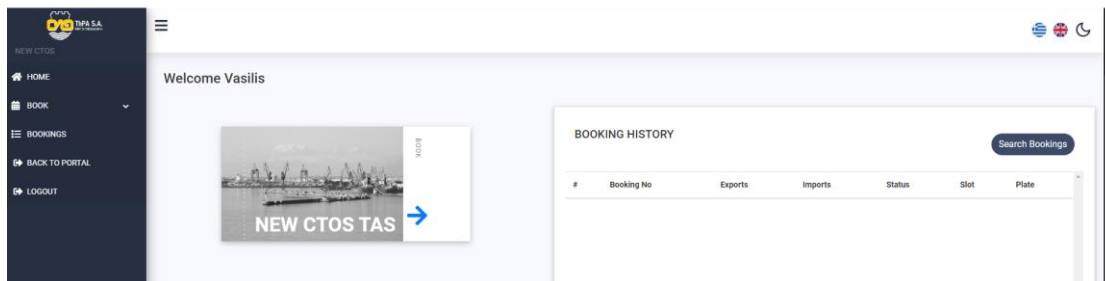 ThPA S.A.
NEW CTOS
HOME
BOOK
BOOKINGS
BACK TO PORTAL
LOGOUT
Welcome Vasilis
BOOK
NEW CTOS TAS
BOOKING HISTORY
Search Bookings
# Booking No Exports Imports Status Slot Plate